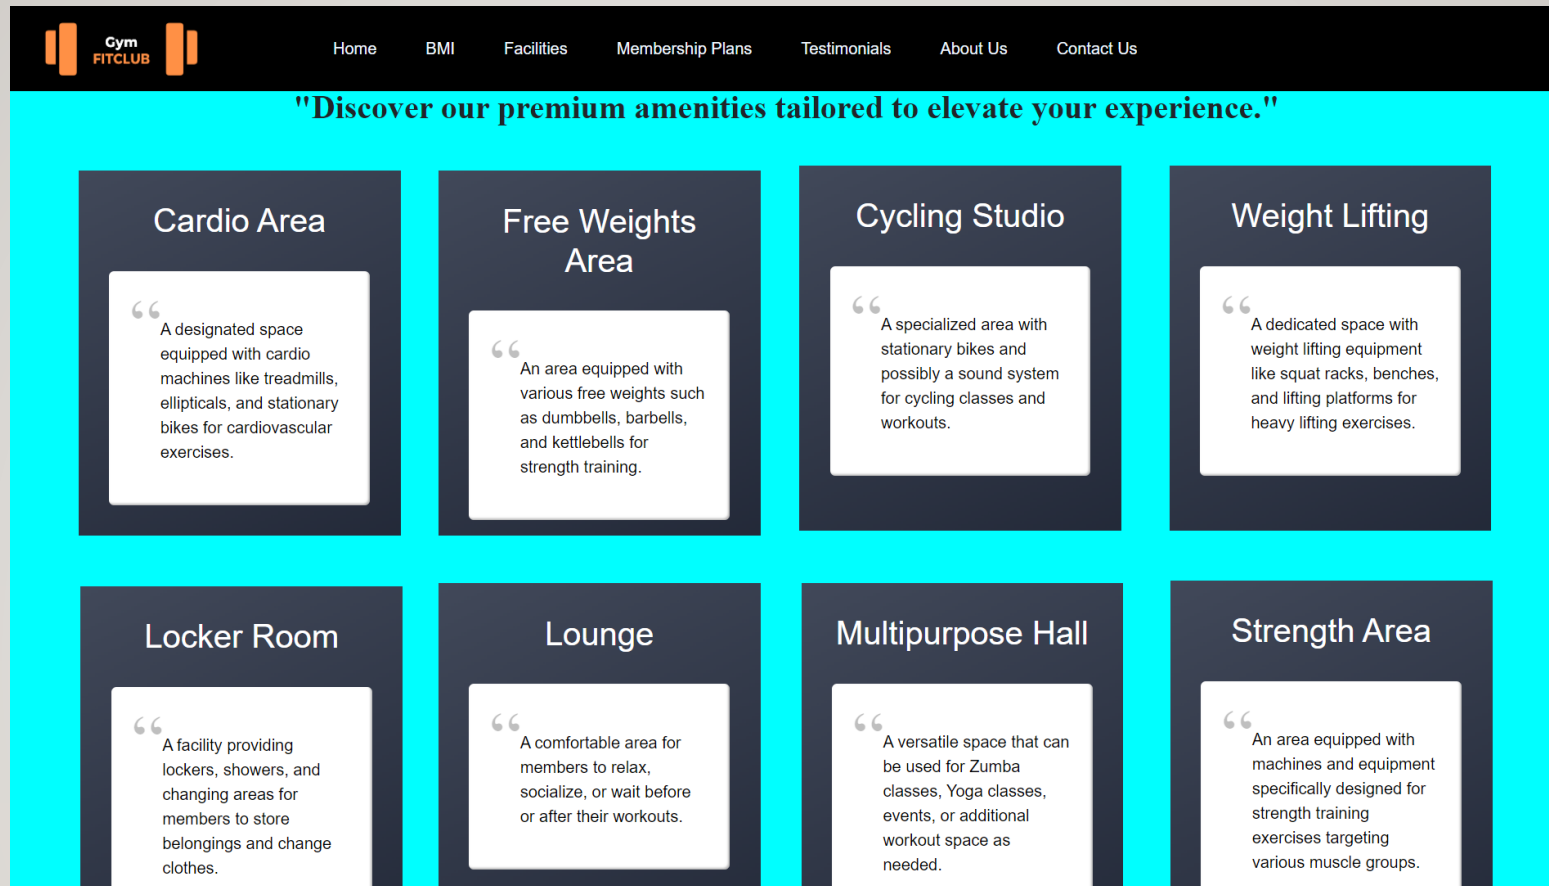 Gym
FITCLUB
Home
BMI
Facilities
Membership Plans
Testimonials
About Us
Contact Us
"Discover our premium amenities tailored to elevate your experience."
Cardio Area
“
A designated space
equipped with cardio
machines like treadmills,
ellipticals, and stationary
bikes for cardiovascular
exercises.
Free Weights
Area
“
An area equipped with
various free weights such
as dumbbells, barbells,
and kettlebells for
strength training.
Cycling Studio
“
A specialized area with
stationary bikes and
possibly a sound system
for cycling classes and
workouts.
Weight Lifting
“
A dedicated space with
weight lifting equipment
like squat racks, benches,
and lifting platforms for
heavy lifting exercises.
Locker Room
“
A facility providing
lockers, showers, and
changing areas for
members to store
belongings and change
clothes.
Lounge
“
A comfortable area for
members to relax,
socialize, or wait before
or after their workouts.
Multipurpose Hall
“
A versatile space that can
be used for Zumba
classes, Yoga classes,
events, or additional
workout space as
needed.
Strength Area
“
An area equipped with
machines and equipment
specifically designed for
strength training
exercises targeting
various muscle groups.